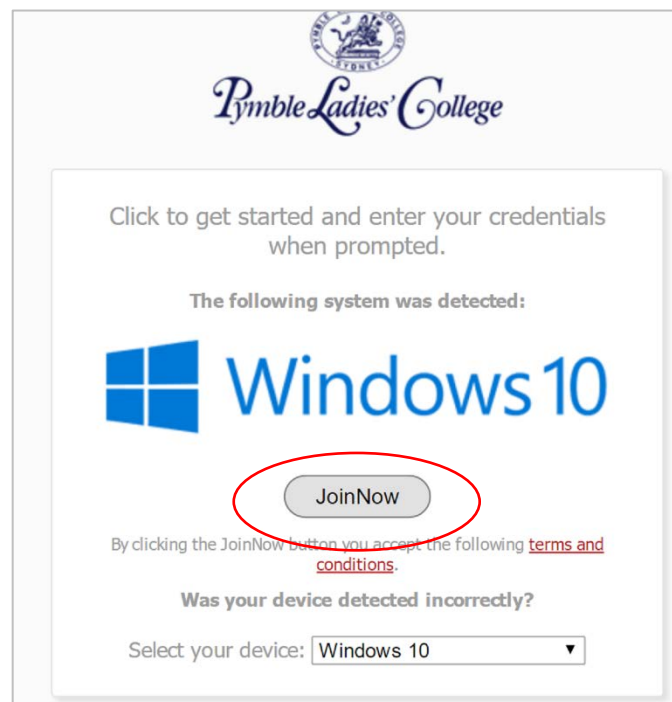 SYDNEY
Pymble Ladies' College
Click to get started and enter your credentials
when prompted.
The following system was detected:
Windows 10
JoinNow
By clicking the JoinNow button you accept the following terms and
conditions.
Was your device detected incorrectly?
Select your device: Windows 10